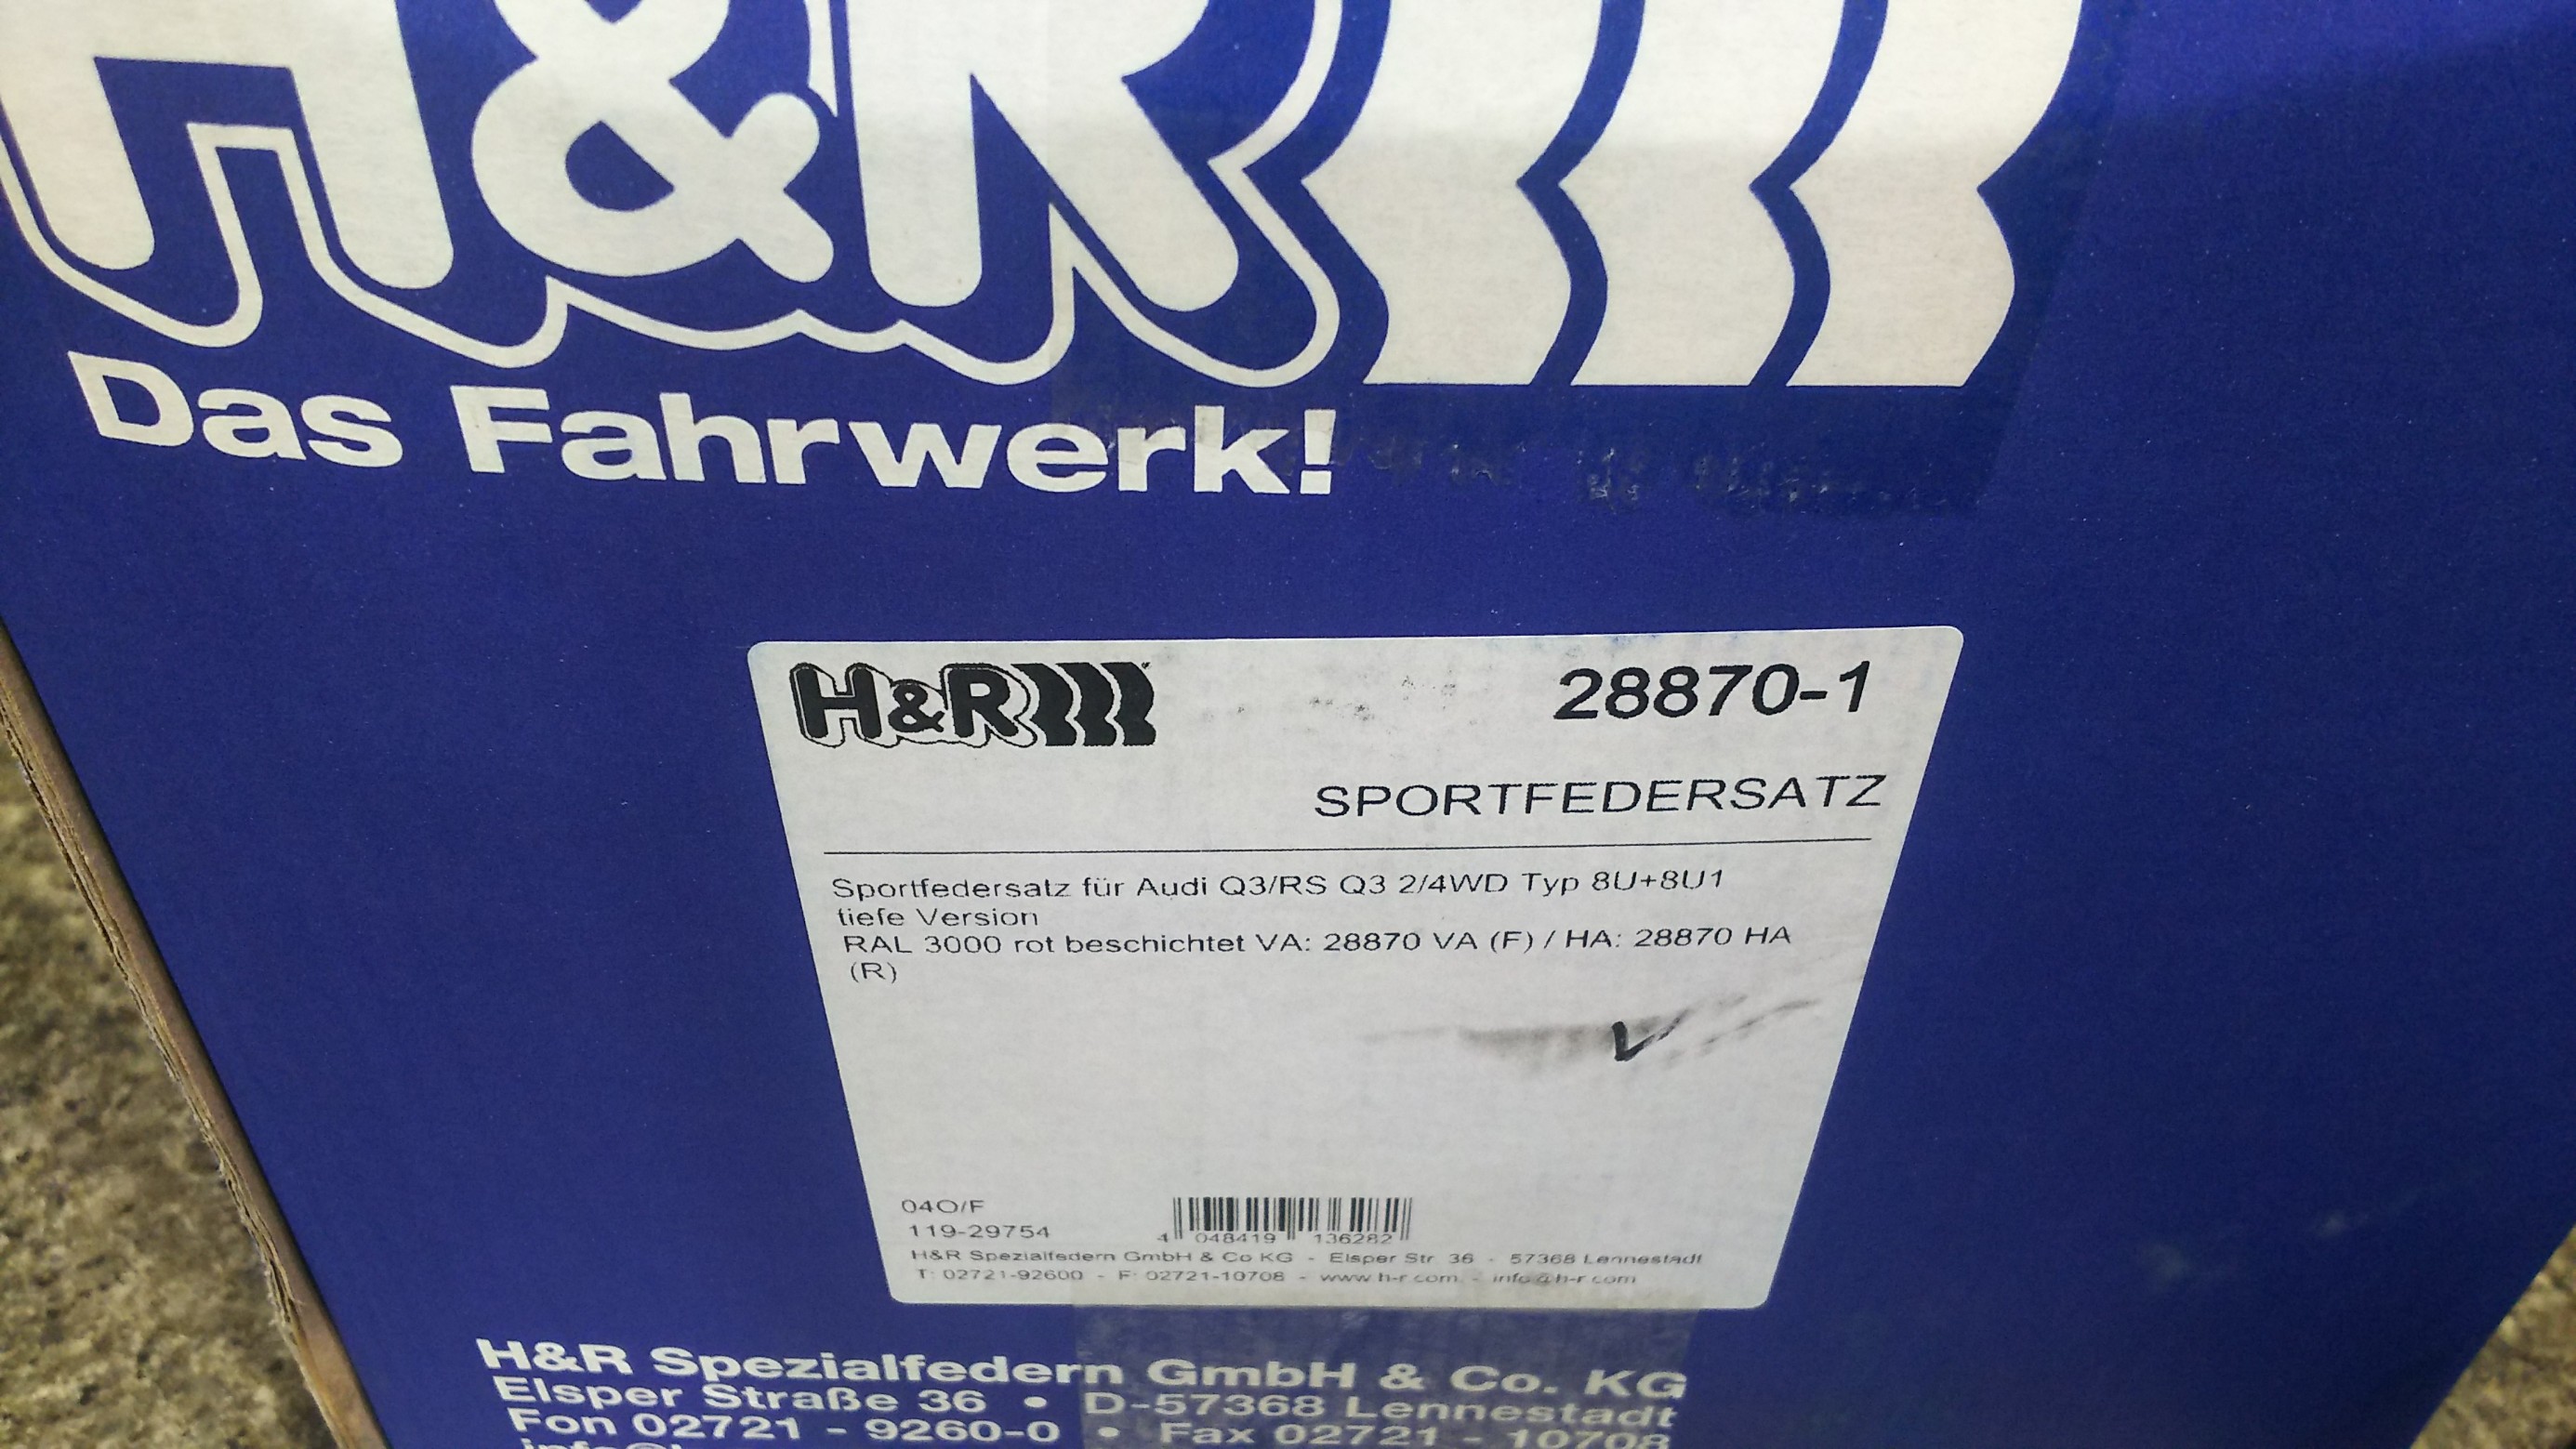 H&R
Das Fahrwerk!
H&R
28870-1
SPORTFEDERSATZ
Sportfedersatz für Audi Q3/RS Q3 2/4WD Typ 8U+8U1
tiefe Version
RAL 3000 rot beschichtet VA: 28870 VA (F) / HA: 28870 HA
(R)
04O/F
119-29754
4 048419 136282
H&R Spezialfedern GmbH & Co KG - Elsper Str. 36 - 57368 Lennestadt
T: 02721-92600 - F: 02721-10708 - www.h-r.com. - info@h-r.com
H&R Spezialfedern GmbH & Co. KG
Elsper Straße 36 • D-57368 Lennestadt
Fon 02721 - 9260-0 • Fax 02721 - 10708